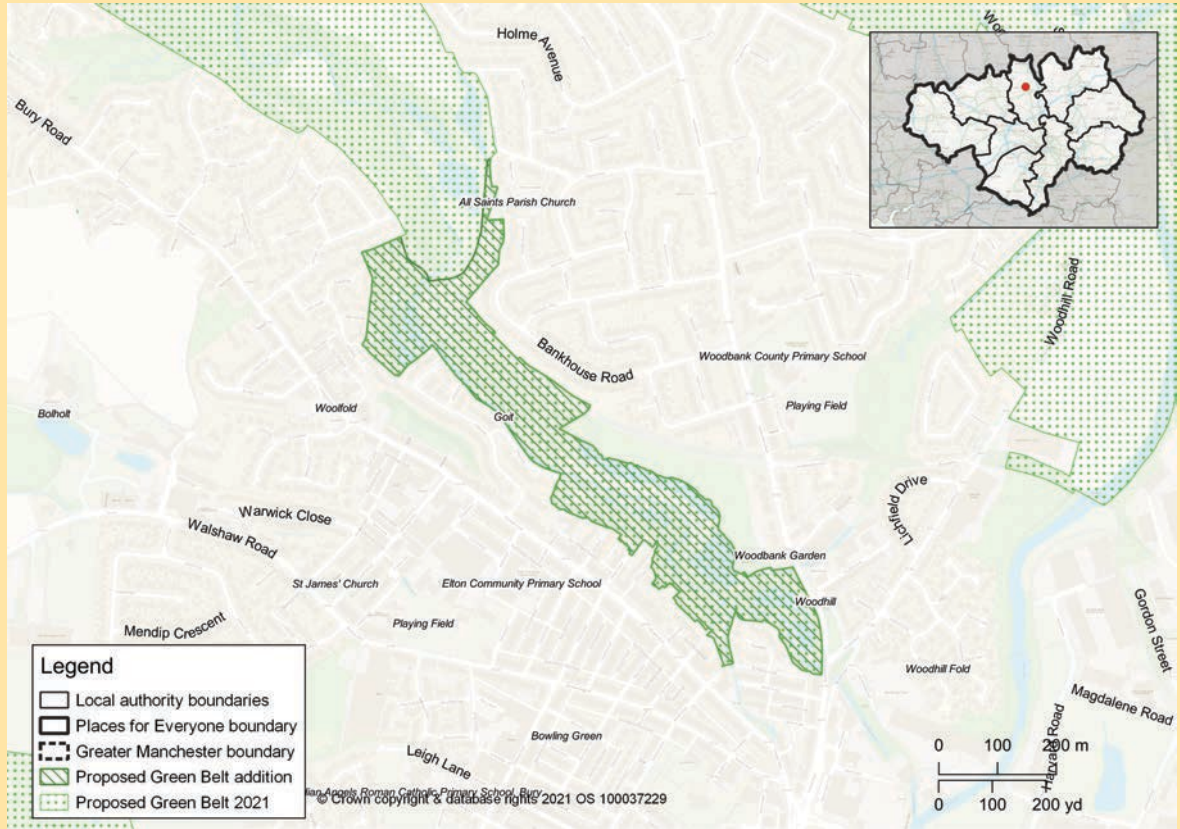 Holme Avenue
Bury Road
All Saints Parish Church
Woodhill Road
Bankhouse Road
Woodbank County Primary School
Playing Field
Woolfold
Goit
Bolholt
Lichfield Drive
Warwick Close
Walshaw Road
Woodbank Garden
St James' Church
Elton Community Primary School
Woodhill
Gordon Street
Playing Field
Mendip Crescent
Woodhill Fold
Magdalene Road
Harvard Road
Bowling Green
Leigh Lane
Legend
Local authority boundaries
Places for Everyone boundary
Greater Manchester boundary
Proposed Green Belt addition
Proposed Green Belt 2021
0 100 200 m
0 100 200 yd
Angels Roman Catholic Primary School, Bury
© Crown copyright & database rights 2021 OS 100037229